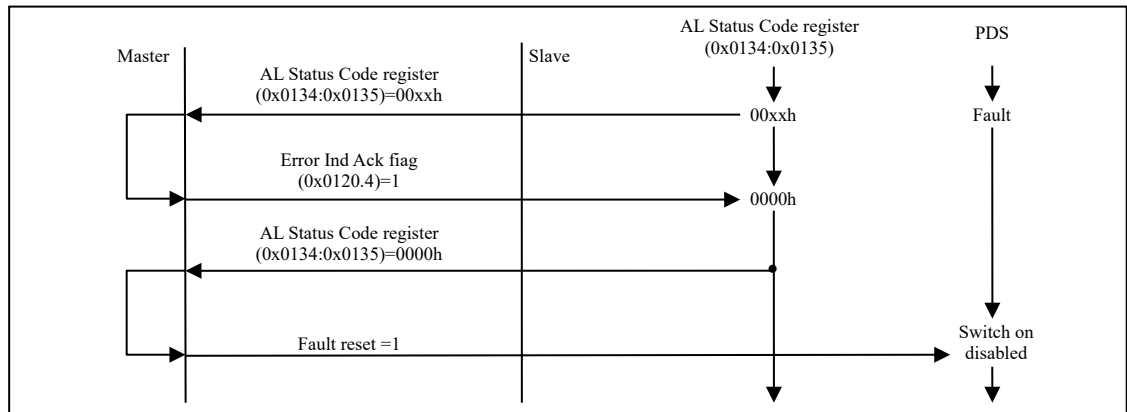 AL Status Code register
(0x0134:0x0135)
PDS
Master
Slave
AL Status Code register
(0x0134:0x0135)=00xxh
00xxh
Fault
Error Ind Ack fiag
(0x0120.4)=1
0000h
AL Status Code register
(0x0134:0x0135)=0000h
Fault reset =1
Switch on
disabled